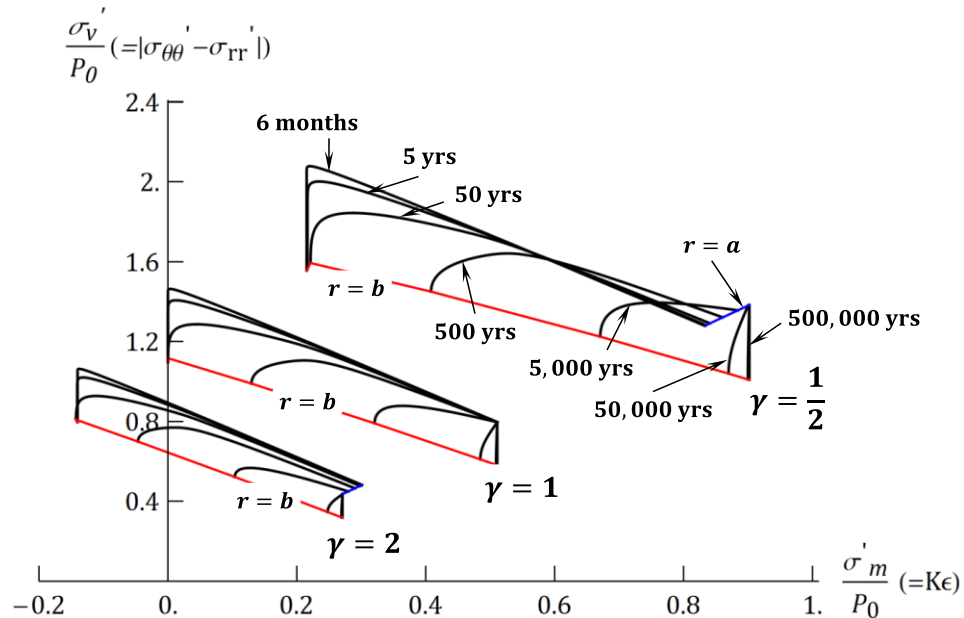 σv'/P0 (=|σθθ'−σrr'|)
2.4
6 months
5 yrs
2.
50 yrs
r = a
1.6
r = b
500,000 yrs
500 yrs
1.2
5,000 yrs
50,000 yrs
γ = 1/2
r = b
0.8
r = b
γ = 1
0.4
γ = 2
σ'm/P0 (=Kϵ)
−0.2 0. 0.2 0.4 0.6 0.8 1.